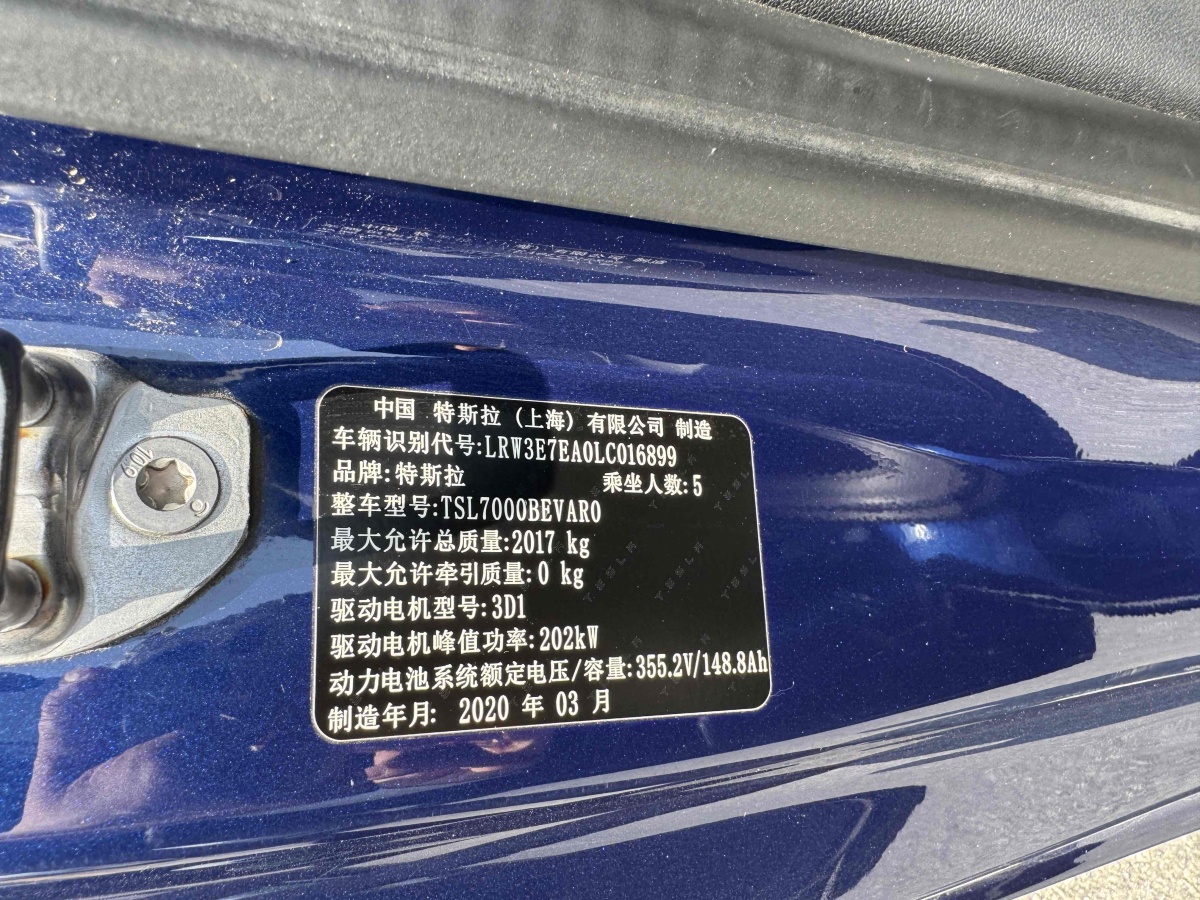 中国 特斯拉 (上海) 有限公司 制造
车辆识别代号:LRW3E7EA0LC016899
品牌:特斯拉 乘坐人数:5
整车型号:TSL7000BEVAR0
最大允许总质量:2017 kg
最大允许牵引质量:0 kg
驱动电机型号:3D1
驱动电机峰值功率:202kW
动力电池系统额定电压/容量:355.2V/148.8Ah
制造年月: 2020 年 03 月